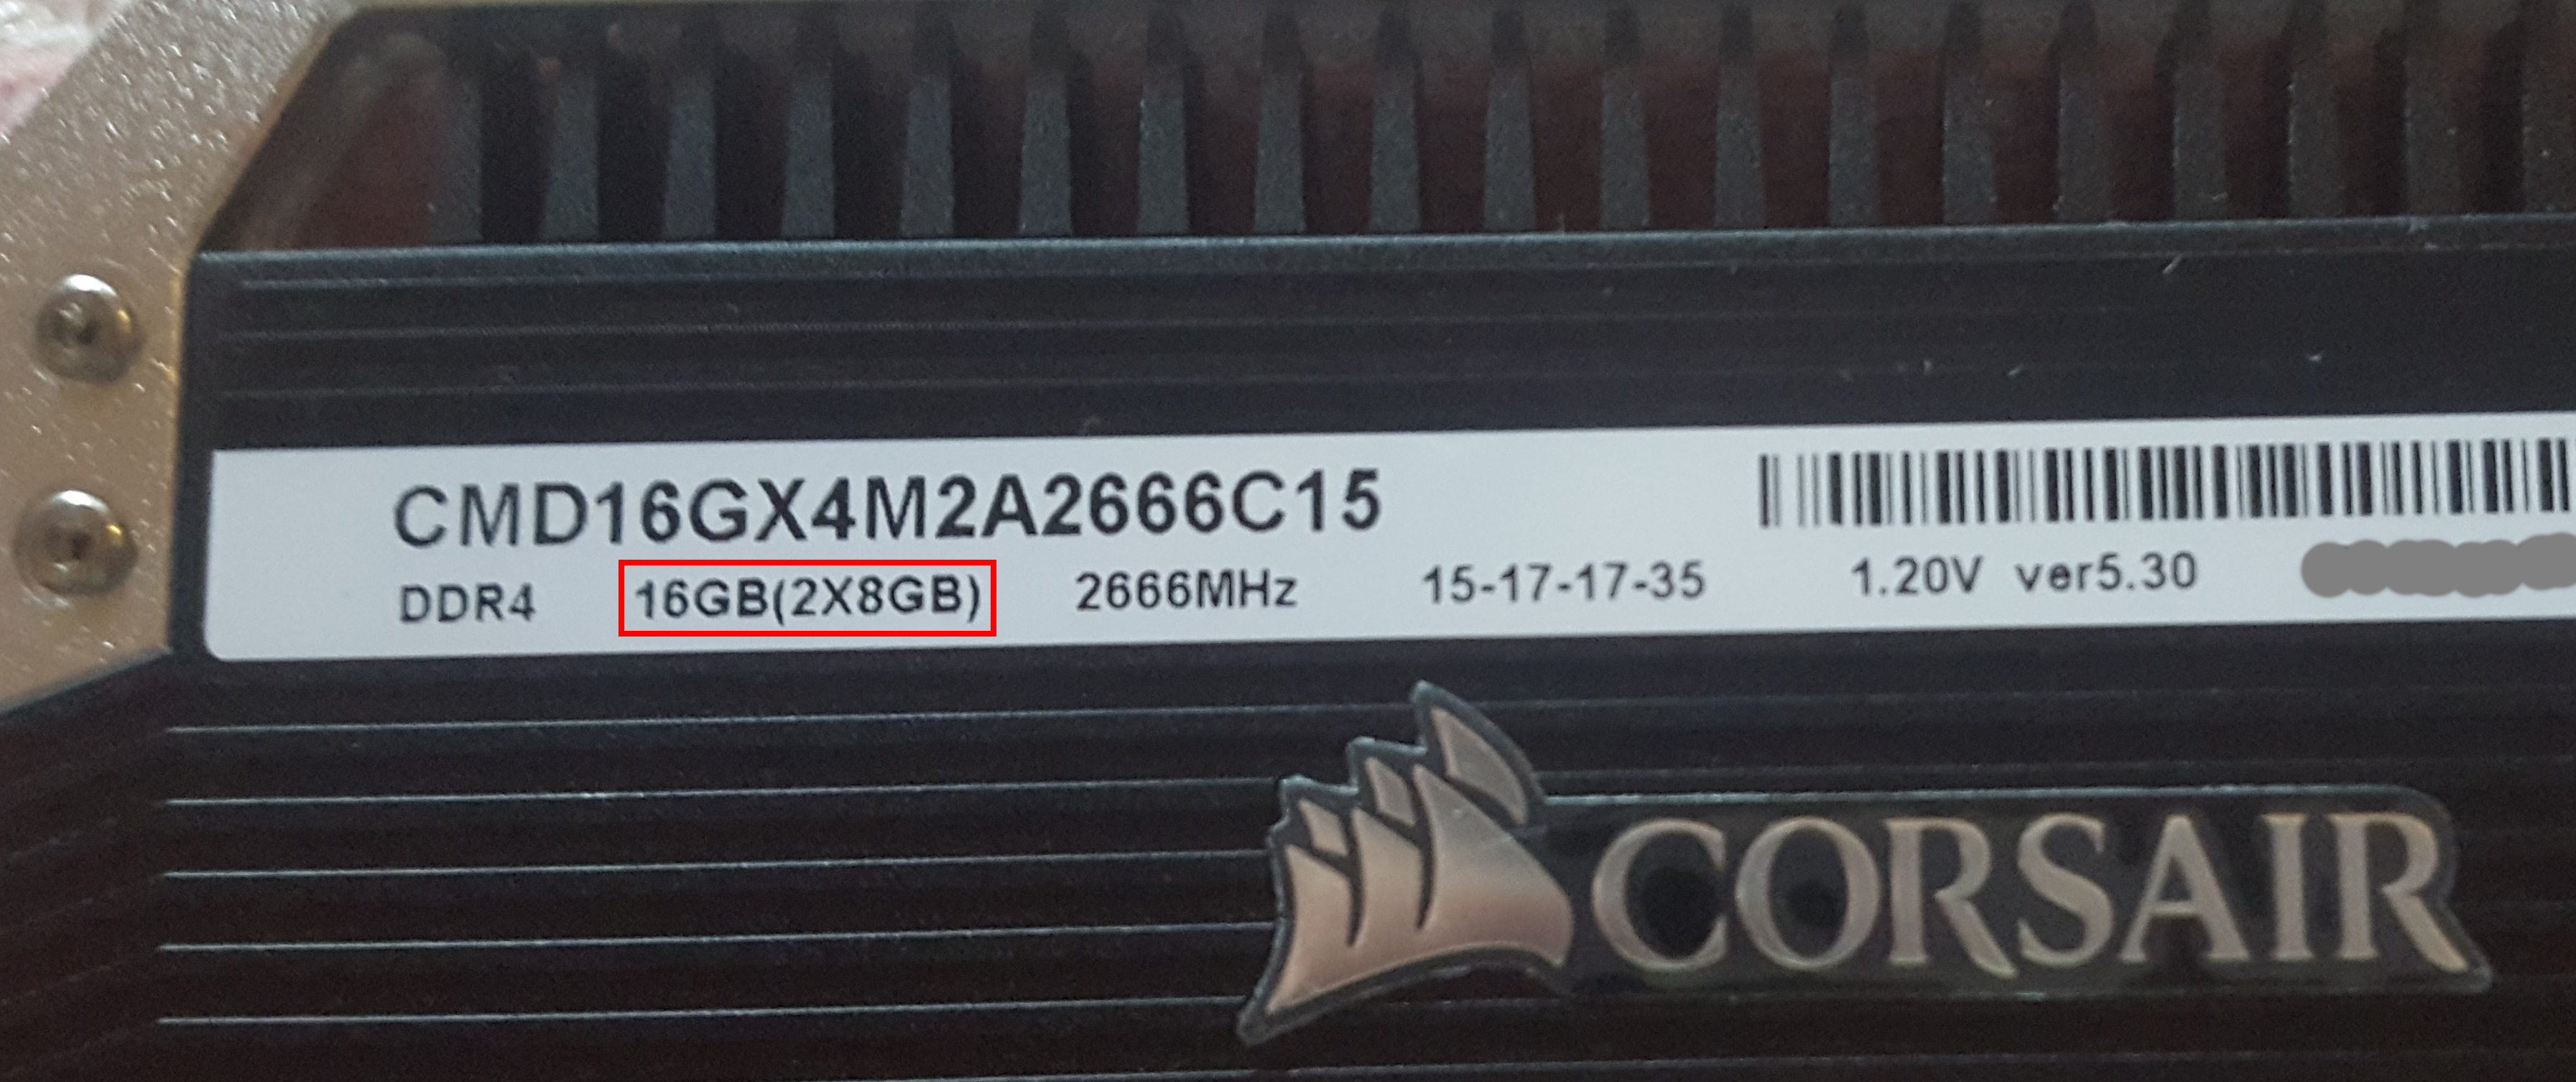 CMD16GX4M2A2666C15
DDR4 16GB(2X8GB) 2666MHz 15-17-17-35 1.20V ver5.30
CORSAIR